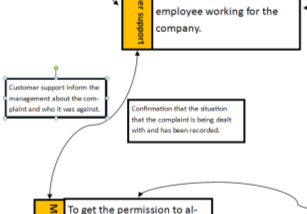 er support
employee working for the
company.
Customer support inform the
management about the com-
plaint and who it was against.
Confirmation that the situation
that the complaint is being dealt
with and has been recorded.
M
To get the permission to al-